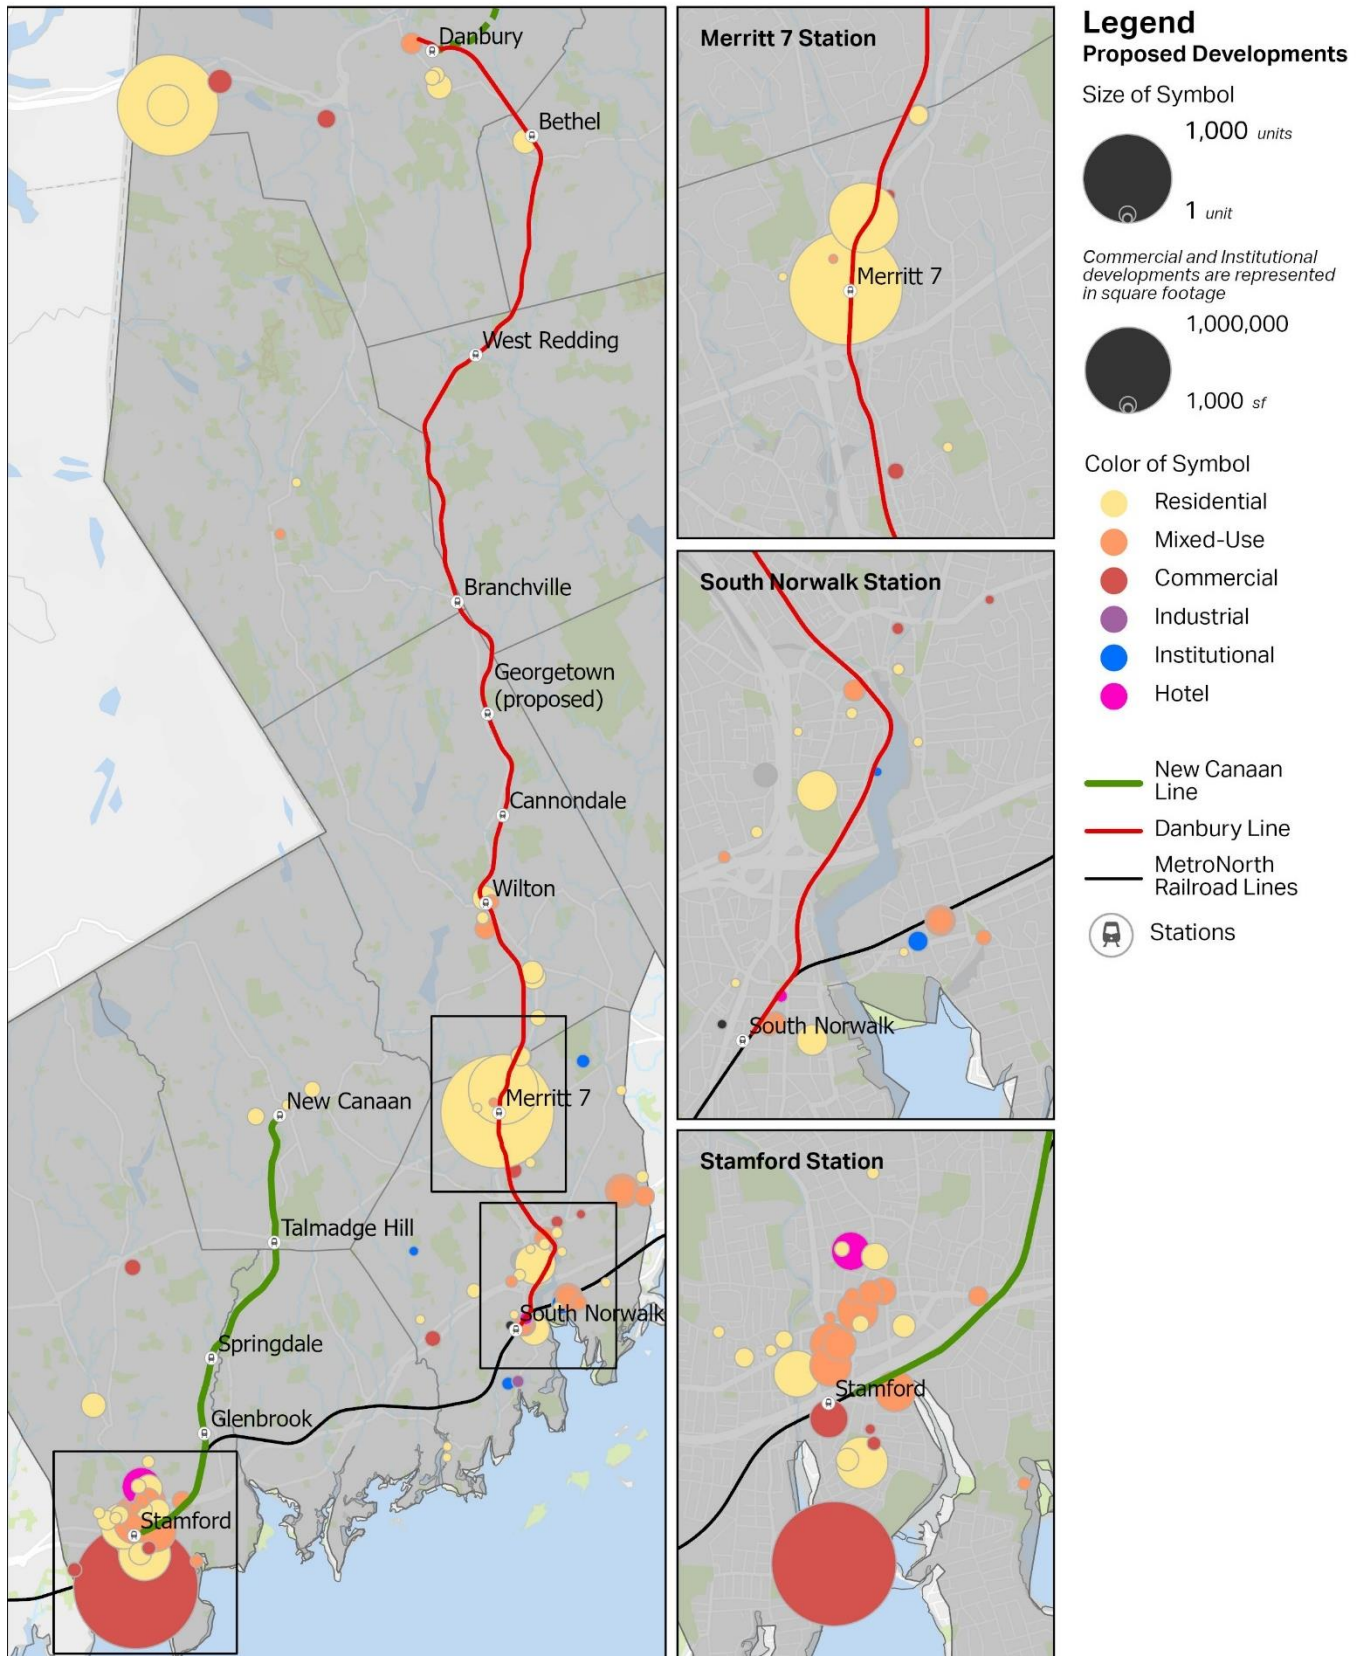 Danbury
Bethel
West Redding
Branchville
Georgetown
(proposed)
Cannondale
Wilton
New Canaan
Merritt 7
Talmadge Hill
South Norwalk
Springdale
Glenbrook
Stamford
Merritt 7 Station
Merritt 7
South Norwalk Station
South Norwalk
Stamford Station
Stamford
Legend
Proposed Developments
Size of Symbol
1,000 units
1 unit
Commercial and Institutional
developments are represented
in square footage
1,000,000
1,000 sf
Color of Symbol
Residential
Mixed-Use
Commercial
Industrial
Institutional
Hotel
New Canaan
Line
Danbury Line
MetroNorth
Railroad Lines
Stations